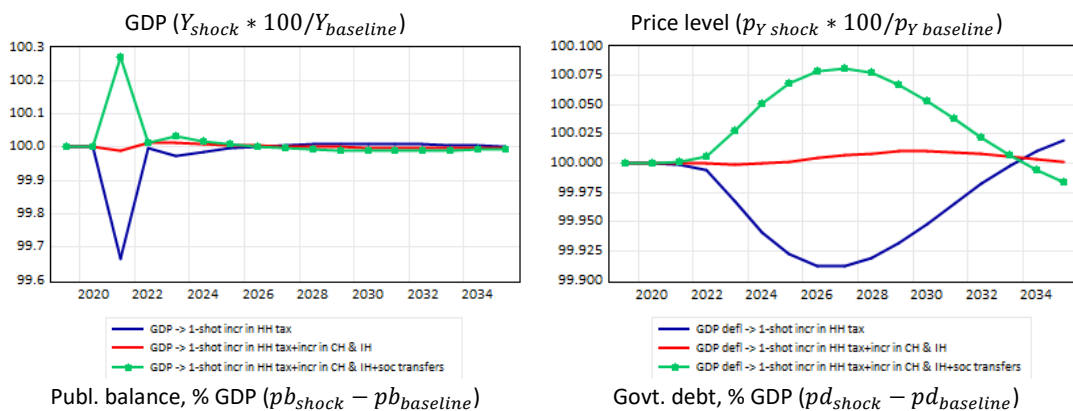 GDP (Y_shock * 100/Y_baseline)
100.3
100.2
100.1
100.0
99.9
99.8
99.7
99.6
2020 2022 2024 2026 2028 2030 2032 2034
GDP -> 1-shot incr in HH tax
GDP -> 1-shot incr in HH tax+incr in CH & IH
GDP -> 1-shot incr in HH tax+incr in CH & IH+soc transfers
Price level (p_Y shock * 100/p_Y baseline)
100.100
100.075
100.050
100.025
100.000
99.975
99.950
99.925
99.900
2020 2022 2024 2026 2028 2030 2032 2034
GDP defl -> 1-shot incr in HH tax
GDP defl -> 1-shot incr in HH tax+incr in CH & IH
GDP defl -> 1-shot incr in HH tax+incr in CH & IH+soc transfers
Publ. balance, % GDP (pb_shock − pb_baseline)
Govt. debt, % GDP (pd_shock − pd_baseline)